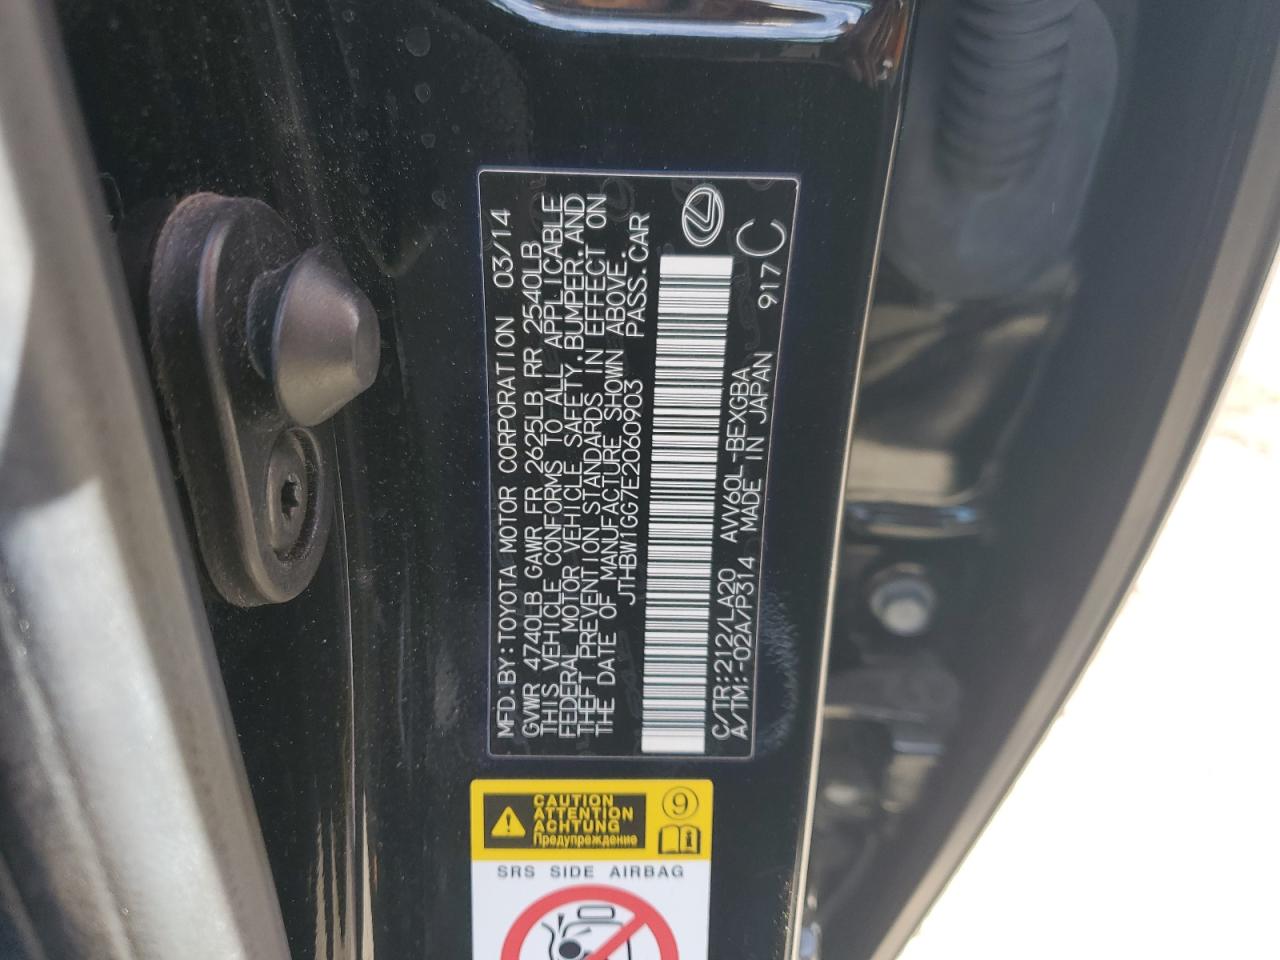 MFD.BY:TOYOTA MOTOR CORPORATION 03/14
GVWR 4740LB GAWR FR 2625LB RR 2540LB
THIS VEHICLE CONFORMS TO ALL APPLICABLE
FEDERAL MOTOR VEHICLE SAFETY,BUMPER,AND
THEFT PREVENTION STANDARDS IN EFFECT ON
THE DATE OF MANUFACTURE SHOWN ABOVE.
JTHBW1GG7E2060903 PASS.CAR
C/TR:212/LA20 AVV60L-BEXGBA 917 C
A/TM:-02A/P314 MADE IN JAPAN
CAUTION
ATTENTION
ACHTUNG
Предупреждение
9
SRS SIDE AIRBAG